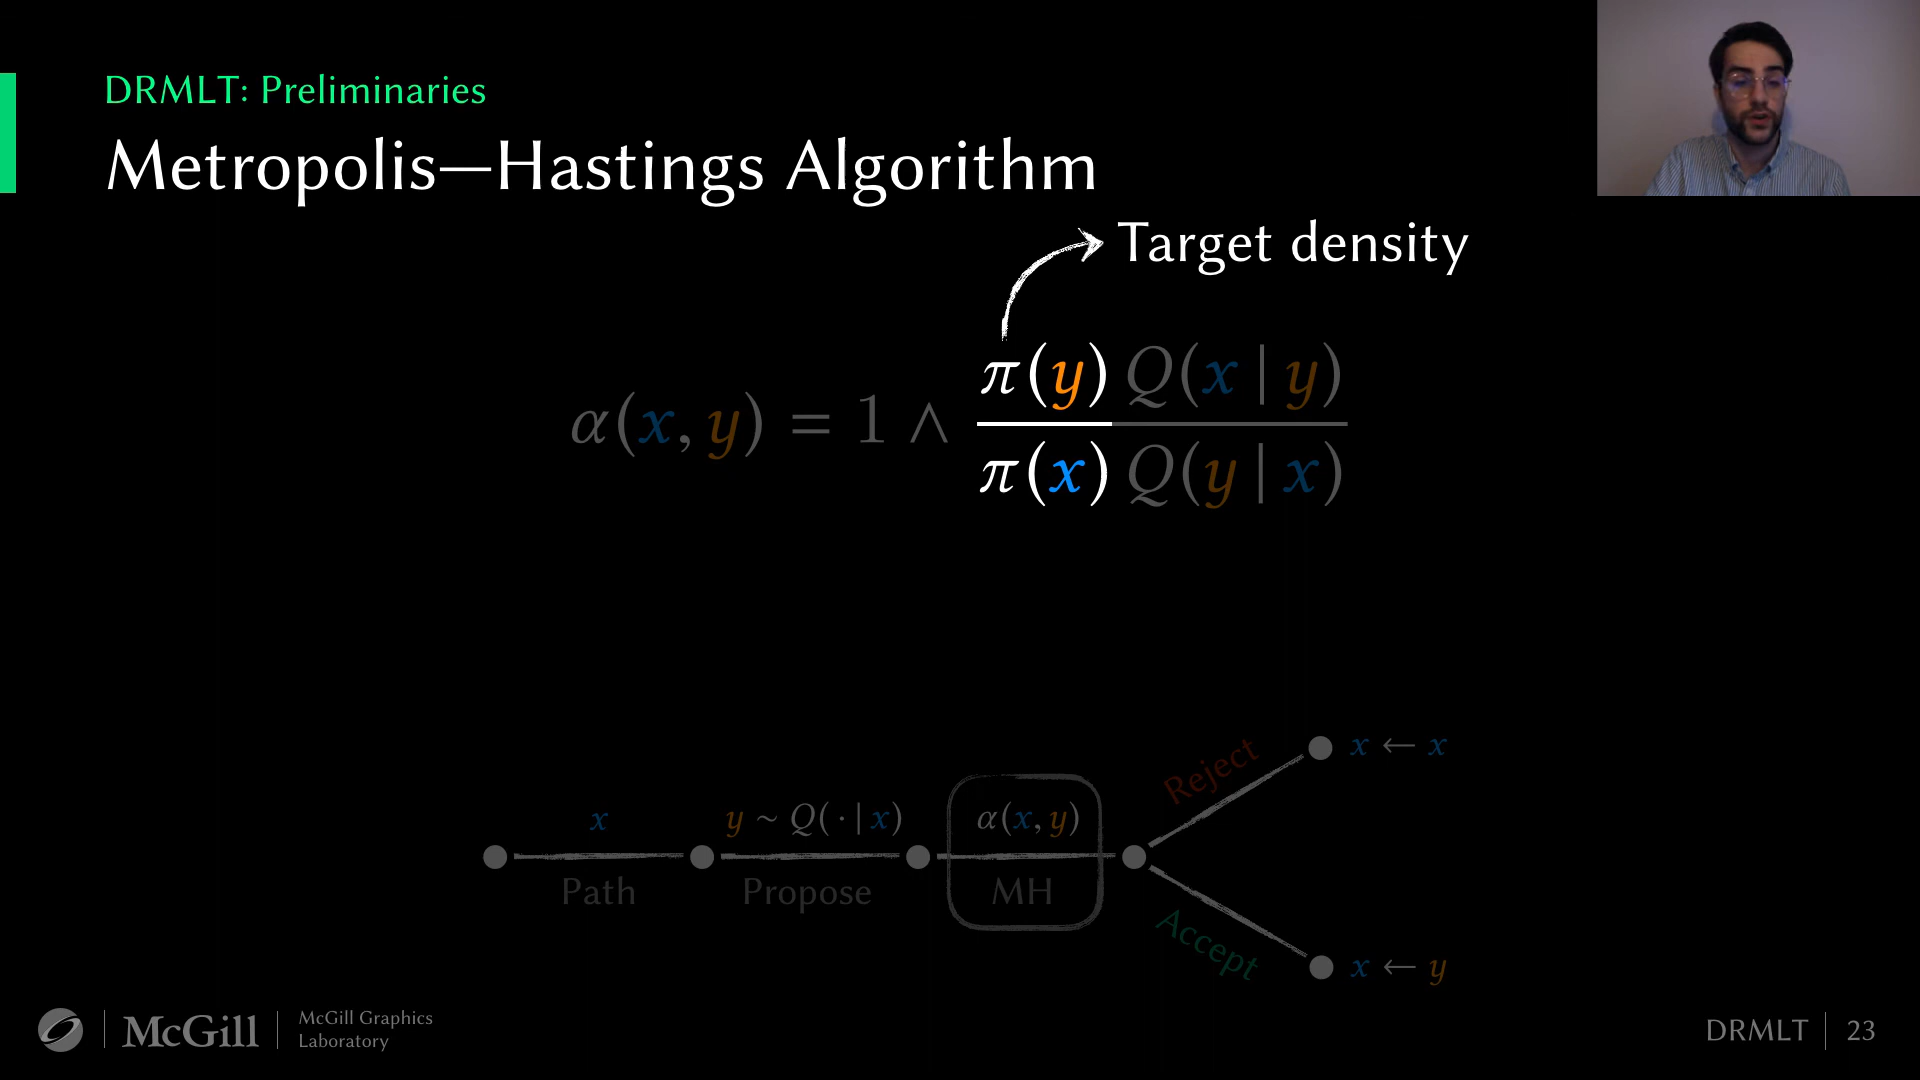 DRMLT: Preliminaries
Metropolis—Hastings Algorithm
Target density
α(x, y) = 1 ∧ π(y) Q(x | y)
π(x) Q(y | x)
Reject
x ← x
x
y ~ Q( · | x)
α(x, y)
Path
Propose
MH
Accept
x ← y
McGill
McGill Graphics
Laboratory
DRMLT
23